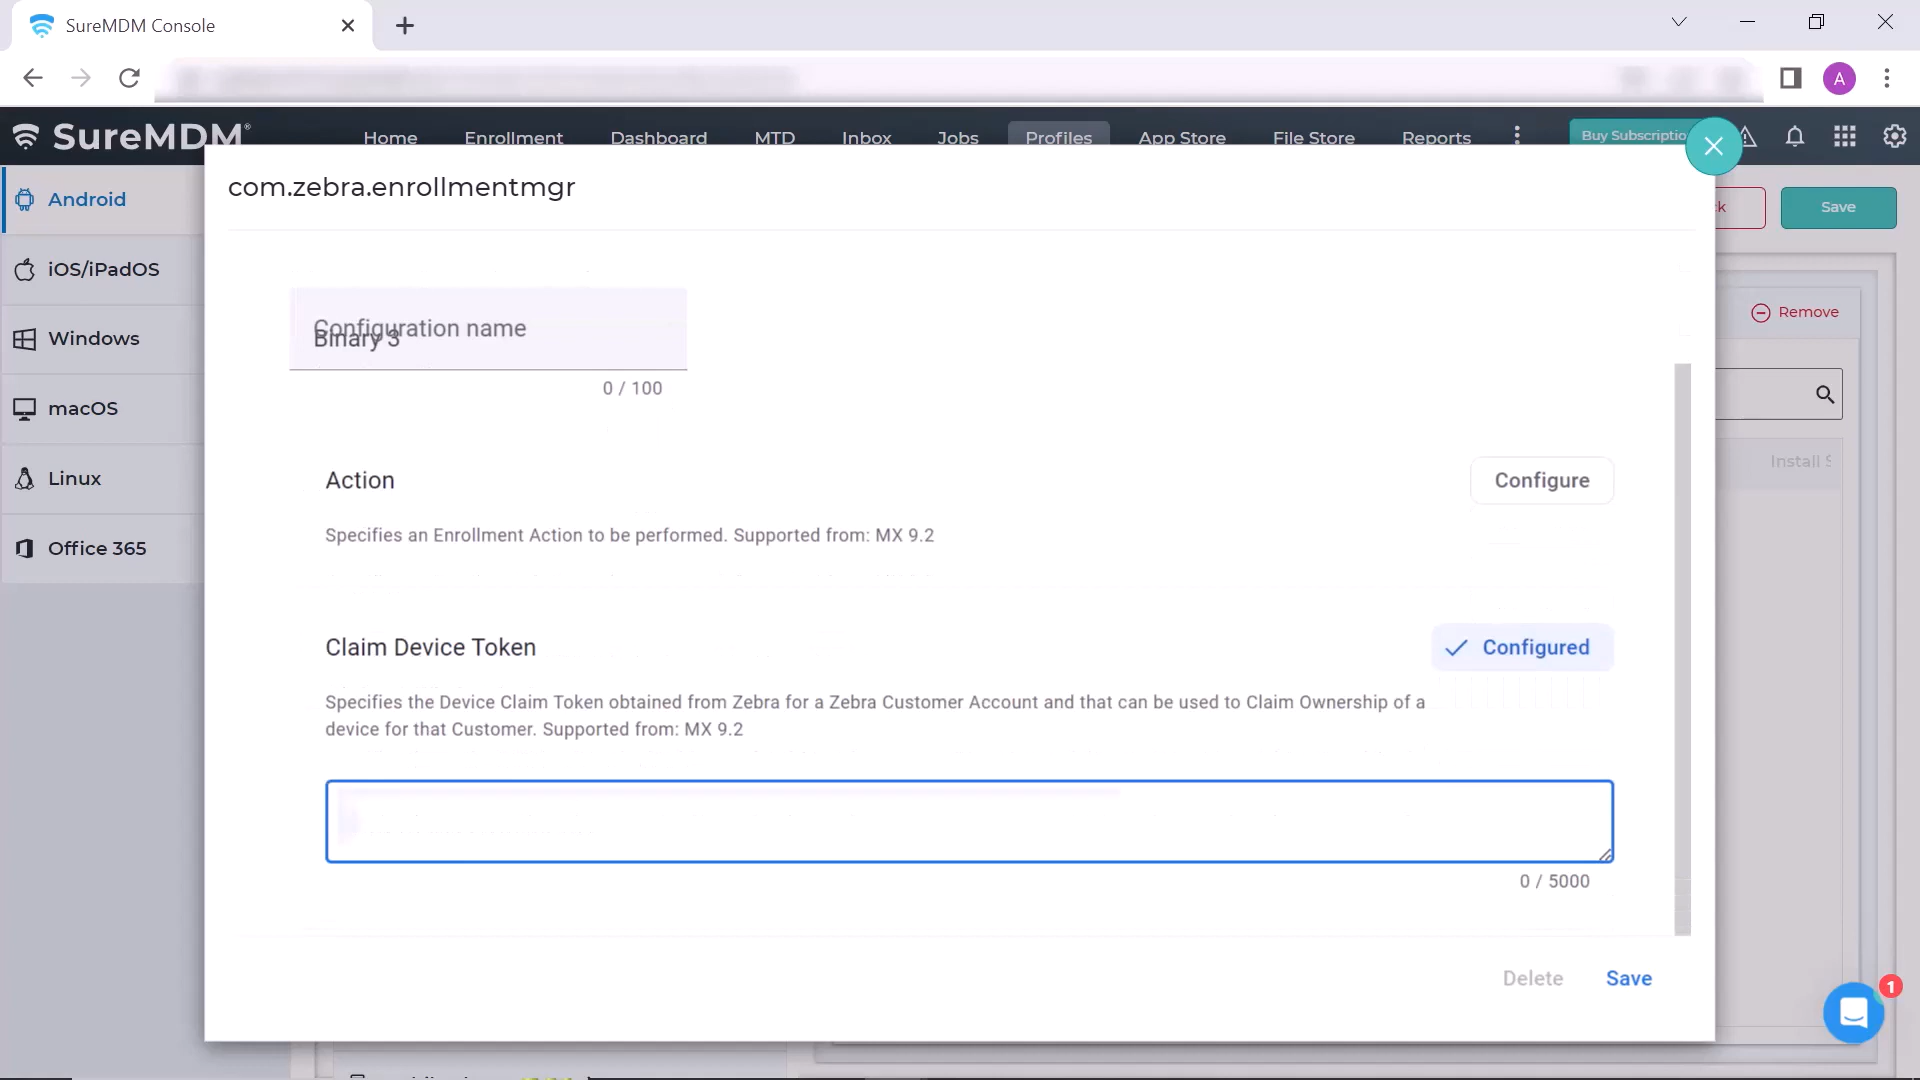 SureMDM Console
A
SureMDM®
Home
Enrollment
Dashboard
MTD
Inbox
Jobs
Profiles
App Store
File Store
Reports
Buy Subscriptio
com.zebra.enrollmentmgr
Android
k
Save
iOS/iPadOS
Configuration name
Binary 3
Remove
Windows
0 / 100
macOS
Action
Configure
Install S
Linux
Specifies an Enrollment Action to be performed. Supported from: MX 9.2
Office 365
Claim Device Token
Configured
Specifies the Device Claim Token obtained from Zebra for a Zebra Customer Account and that can be used to Claim Ownership of a
device for that Customer. Supported from: MX 9.2
0 / 5000
Delete
Save
1